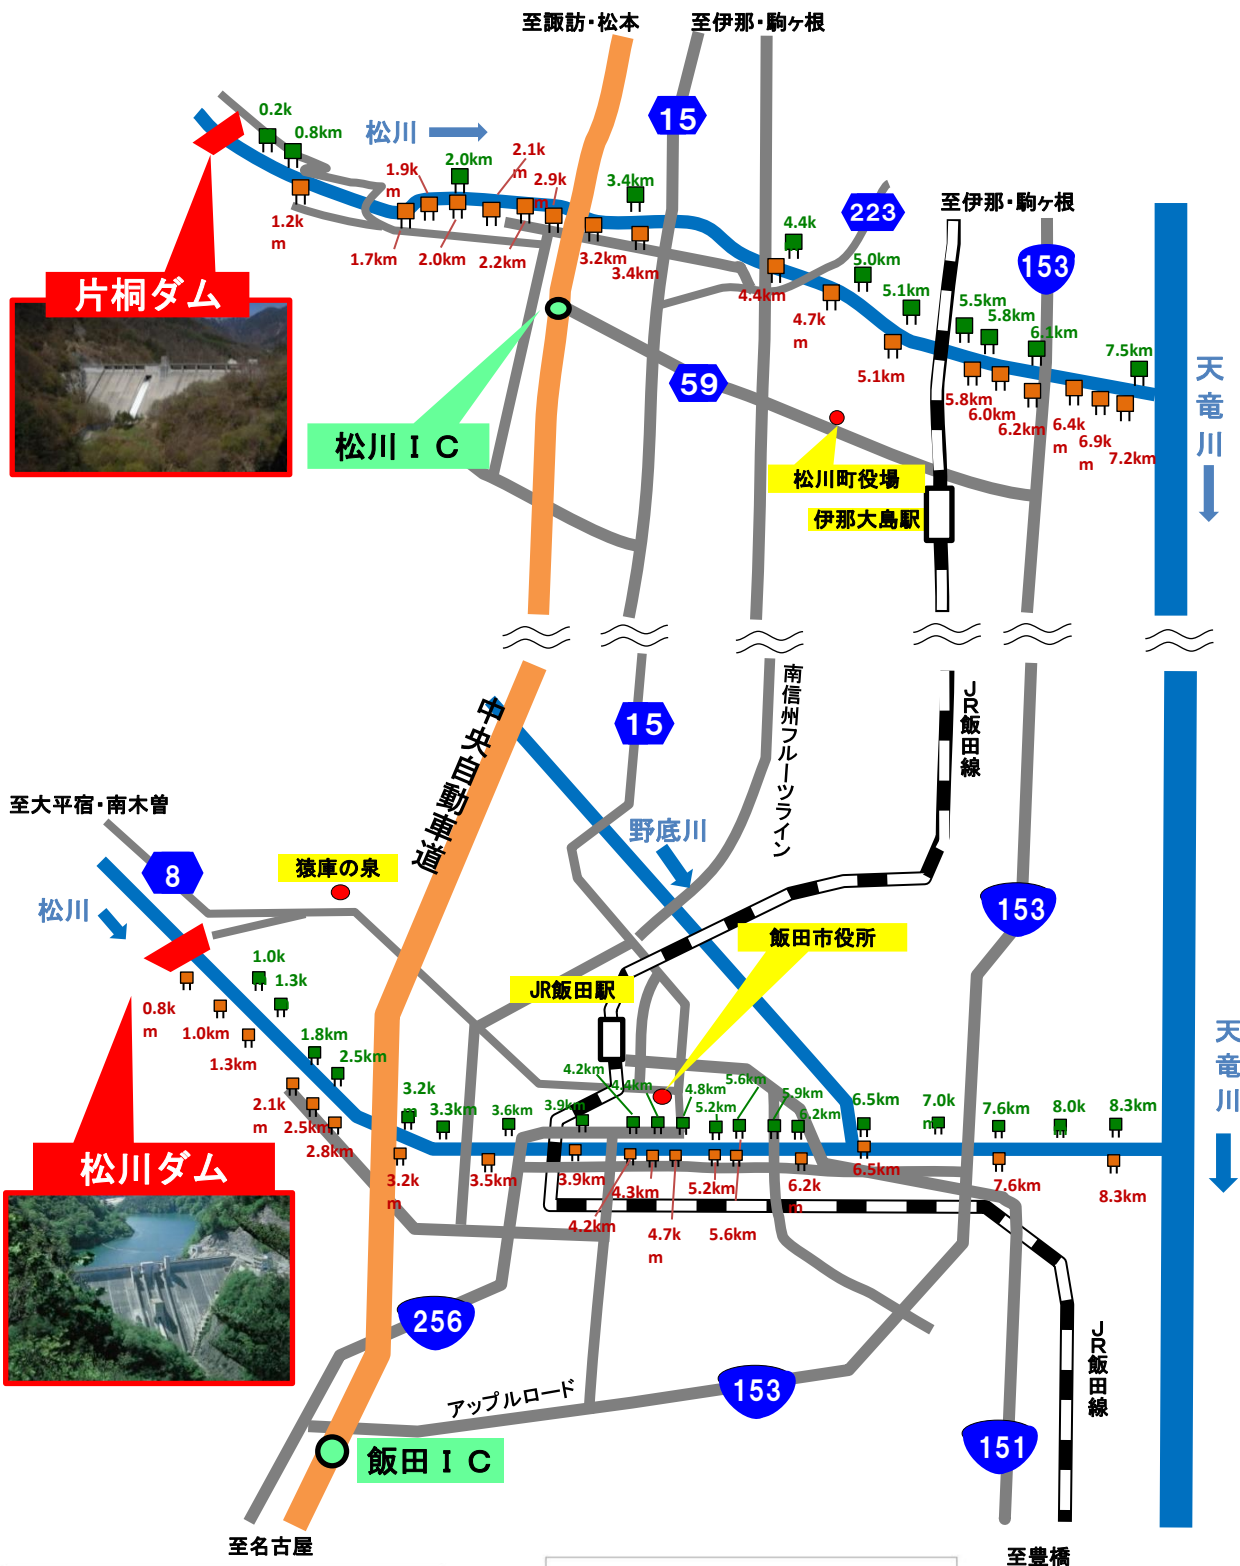 至諏訪・松本
至伊那・駒ヶ根
0.2k
0.8km
松川
15
2.1k
m
2.0km
1.9k
m
2.9k
m
3.4km
1.2k
m
1.7km
2.0km
2.2km
3.2km
3.4km
223
至伊那・駒ヶ根
4.4k
5.0km
153
4.4km
4.7k
m
5.1km
5.5km
5.8km
6.1km
7.5km
5.1km
5.8km
6.0km
6.2km
6.4k
m
6.9k
m
7.2km
天竜川
片桐ダム
59
松川ＩＣ
松川町役場
伊那大島駅
中央自動車道
15
南信州フルーツライン
JR飯田線
至大平宿・南木曽
8
猿庫の泉
野底川
松川
153
飯田市役所
JR飯田駅
1.0k
1.3k
0.8k
m
1.0km
1.3km
1.8km
2.5km
2.1k
m
2.5km
2.8km
3.2k
m
3.3km
3.6km
3.9km
4.2km
4.4km
4.8km
5.2km
5.6km
5.9km
6.2km
6.5km
7.0k
m
7.6km
8.0k
m
8.3km
天竜川
3.2k
m
3.5km
3.9km
4.2km
4.3km
4.7k
m
5.2km
5.6km
6.2k
m
6.5km
7.6km
8.3km
松川ダム
256
アップルロード
153
JR飯田線
151
飯田ＩＣ
至名古屋
至豊橋